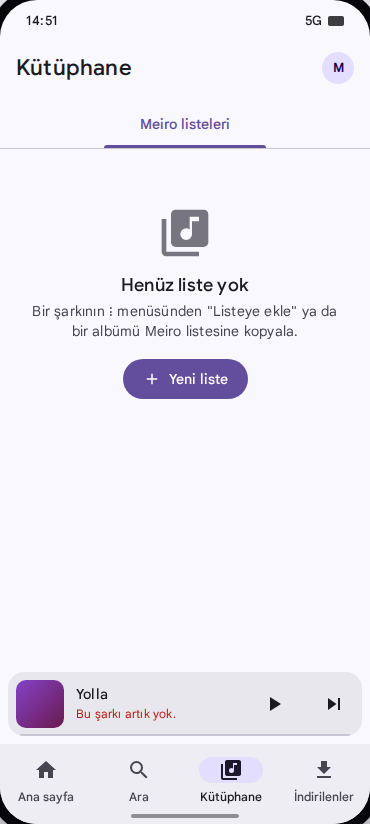 14:51
5G
Kütüphane
M
Meiro listeleri
Henüz liste yok
Bir şarkının ⋮ menüsünden "Listeye ekle" ya da
bir albümü Meiro listesine kopyala.
+ Yeni liste
Yolla
Bu şarkı artık yok.
Ana sayfa
Ara
Kütüphane
İndirilenler